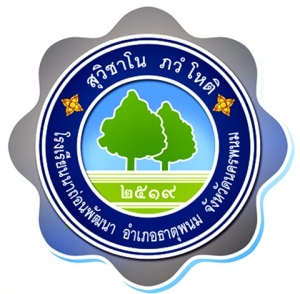 สุวิชาโน ภวํ โหติ
๒๕๑๙
โรงเรียนนาถ่อนพัฒนา อำเภอธาตุพนม จังหวัดนครพนม